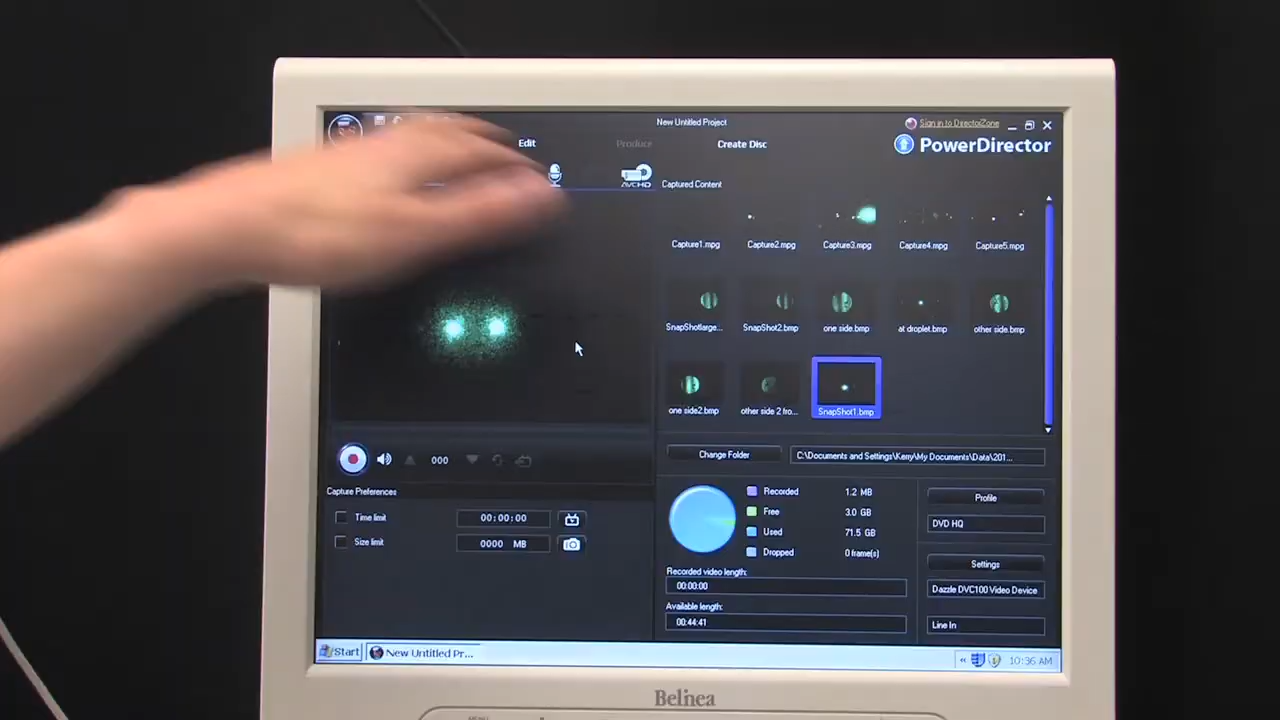 New Untitled Project
Sign in to DirectorZone
Edit
Produce
Create Disc
PowerDirector
AVCHD
Captured Content
Capture1.mpg
Capture2.mpg
Capture3.mpg
Capture4.mpg
Capture5.mpg
SnapShotlarge...
SnapShot2.bmp
one side.bmp
at droplet.bmp
other side.bmp
one side2.bmp
other side 2 fro...
SnapShot1.bmp
000
Change Folder
C:\Documents and Settings\Kerry\My Documents\Data\201...
Capture Preferences
Time limit
00:00:00
Size limit
0000 MB
Recorded 1.2 MB
Free 3.0 GB
Used 71.5 GB
Dropped 0 frame(s)
Recorded video length:
00:00:00
Available length:
00:44:41
Profile
DVD HQ
Settings
Dazzle DVC100 Video Device
Line In
Start
New Untitled Pr...
10:36 AM
Belinea